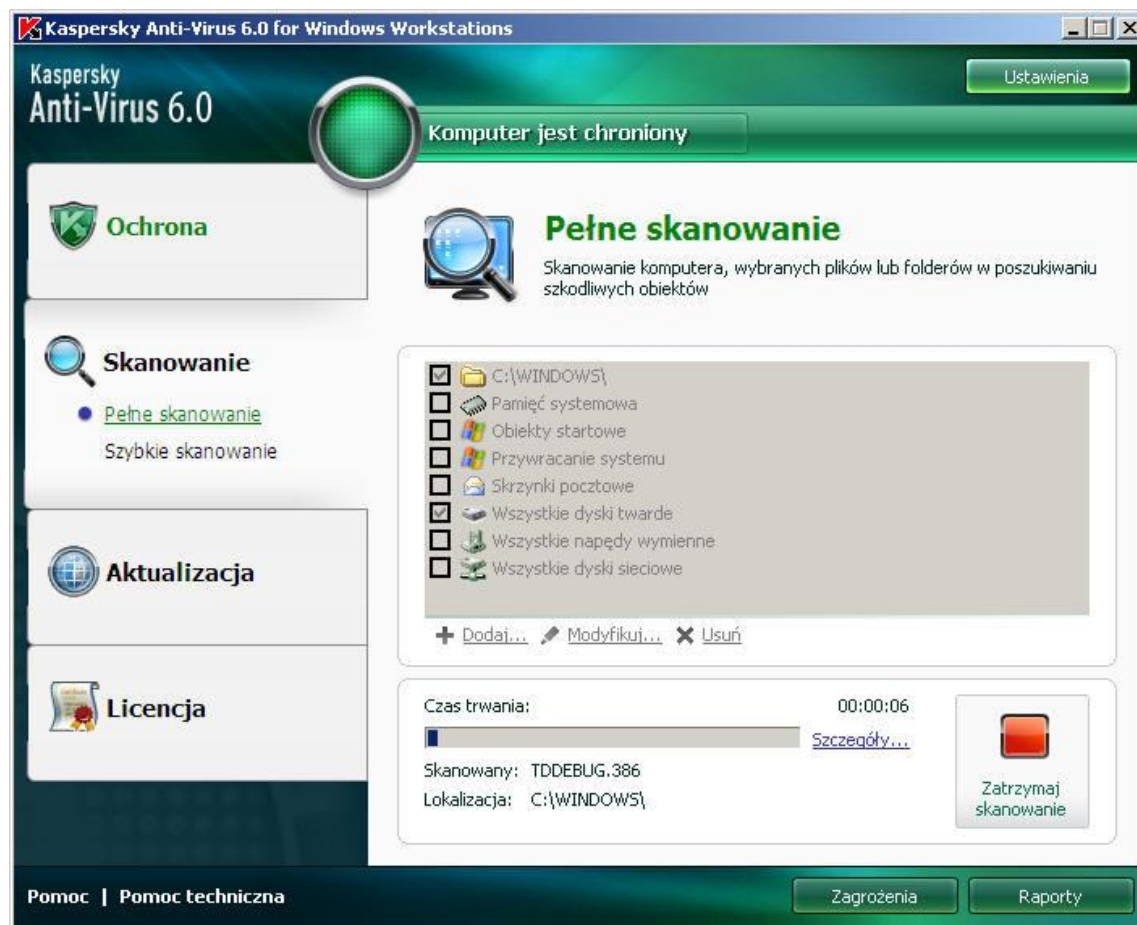 Kaspersky Anti-Virus 6.0 for Windows Workstations
Kaspersky
Anti-Virus 6.0
Ustawienia
Komputer jest chroniony
Ochrona
Skanowanie
Pełne skanowanie
Szybkie skanowanie
Aktualizacja
Licencja
Pełne skanowanie
Skanowanie komputera, wybranych plików lub folderów w poszukiwaniu
szkodliwych obiektów
C:\WINDOWS\
Pamięć systemowa
Obiekty startowe
Przywracanie systemu
Skrzynki pocztowe
Wszystkie dyski twarde
Wszystkie napędy wymienne
Wszystkie dyski sieciowe
Dodaj... Modyfikuj... Usuń
Czas trwania: 00:00:06
Szczegóły...
Skanowany: TDDEBUG.386
Lokalizacja: C:\WINDOWS\
Zatrzymaj
skanowanie
Pomoc | Pomoc techniczna
Zagrożenia
Raporty